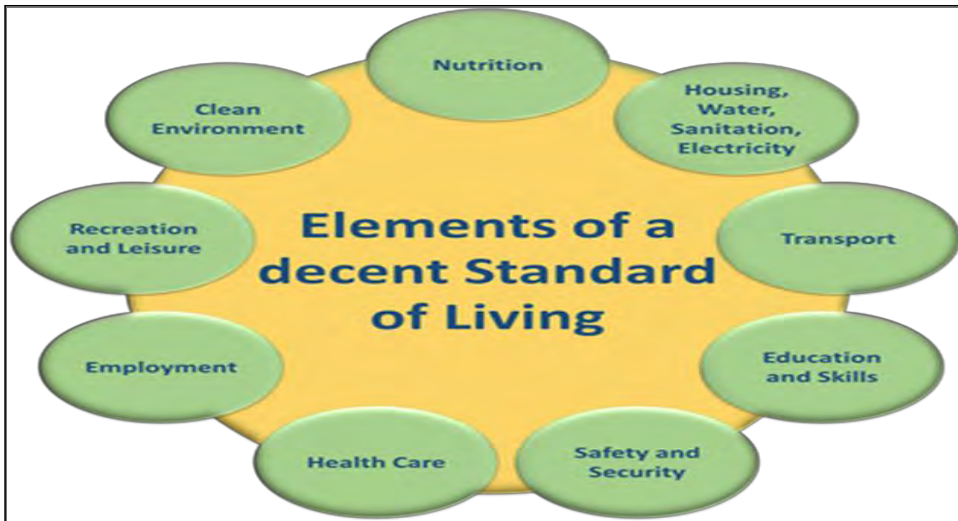 Nutrition
Housing,
Water,
Sanitation,
Electricity
Transport
Education
and Skills
Safety and
Security
Health Care
Employment
Recreation
and Leisure
Clean
Environment
Elements of a
decent Standard
of Living